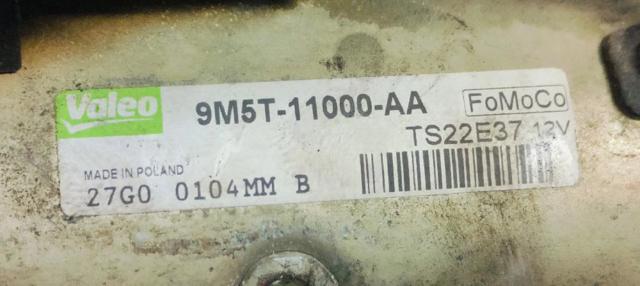 Valeo
9M5T-11000-AA FoMoCo
TS22E37 12V
MADE IN POLAND
27G0 0104MM B